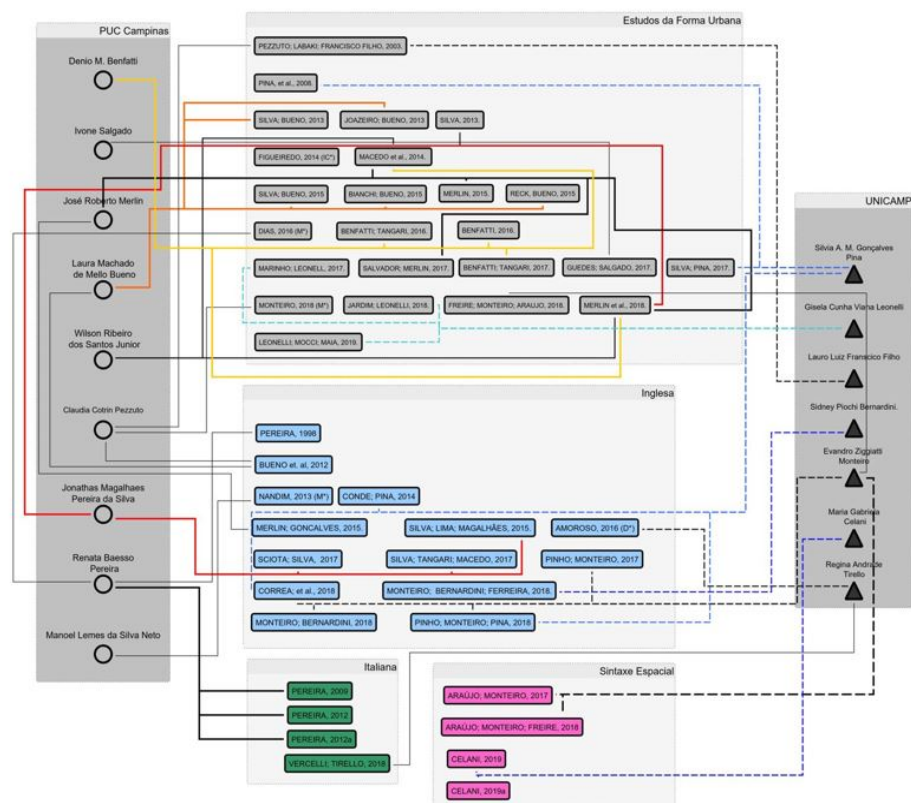 PUC Campinas
Denio M. Benfatti
Ivone Salgado
José Roberto Merlin
Laura Machado
de Mello Bueno
Wilson Ribeiro
dos Santos Junior
Claudia Cotrin Pezzuto
Jonathas Magalhaes
Pereira da Silva
Renata Baesso
Pereira
Manoel Lemes da Silva Neto
Estudos da Forma Urbana
PEZZUTO; LABAKI; FRANCISCO FILHO, 2003.
PINA, et al., 2008.
SILVA; BUENO, 2013
JOAZEIRO; BUENO, 2013
SILVA, 2013.
FIGUEIREDO, 2014 (IC*)
MACEDO et al., 2014.
SILVA; BUENO, 2015
BIANCHI; BUENO, 2015
MERLIN, 2015.
RECK, BUENO, 2015
DIAS, 2016 (M*)
BENFATTI; TANGARI, 2016.
BENFATTI, 2016.
MARINHO; LEONELL, 2017.
SALVADOR; MERLIN, 2017.
BENFATTI; TANGARI, 2017.
GUEDES; SALGADO, 2017.
SILVA; PINA, 2017.
MONTEIRO, 2018 (M*)
JARDIM; LEONELLI, 2018.
FREIRE; MONTEIRO; ARAUJO, 2018.
MERLIN et al., 2018.
LEONELLI; MOCCI; MAIA, 2019.
Inglesa
PEREIRA, 1998
BUENO et. al, 2012
NANDIM, 2013 (M*)
CONDE; PINA, 2014
MERLIN; GONCALVES, 2015.
SILVA; LIMA; MAGALHÃES, 2015.
AMOROSO, 2016 (D*)
SCIOTA; SILVA, 2017
SILVA; TANGARI; MACEDO, 2017
PINHO; MONTEIRO, 2017
CORREA; et al., 2018
MONTEIRO; BERNARDINI; FERREIRA, 2018.
MONTEIRO; BERNARDINI, 2018
PINHO; MONTEIRO; PINA, 2018
Italiana
PEREIRA, 2009
PEREIRA, 2012
PEREIRA, 2012a
VERCELLI; TIRELLO, 2018
Sintaxe Espacial
ARAÚJO; MONTEIRO, 2017
ARAÚJO; MONTEIRO; FREIRE, 2018
CELANI, 2019
CELANI, 2019a
UNICAMP
Silvia A. M. Gonçalves
Pina
Gisela Cunha Viana Leonelli
Lauro Luiz Franscico Filho
Sidney Piochi Bernardini.
Evandro Ziggiatti
Monteiro
Maria Gabriela
Celani
Regina Andrade
Tirello